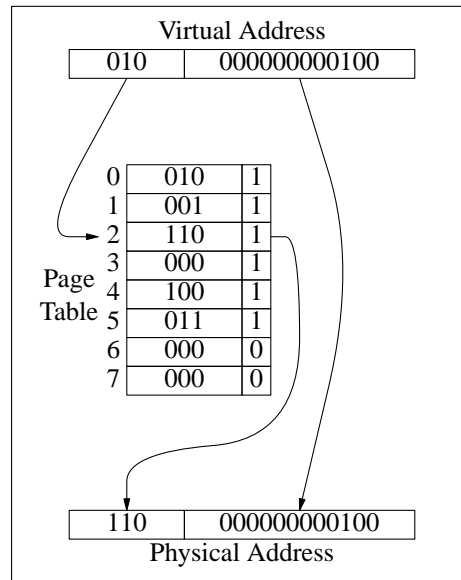 Virtual Address
010 000000000100
0 010 1
1 001 1
2 110 1
3 000 1
4 100 1
5 011 1
6 000 0
7 000 0
Page
Table
110 000000000100
Physical Address